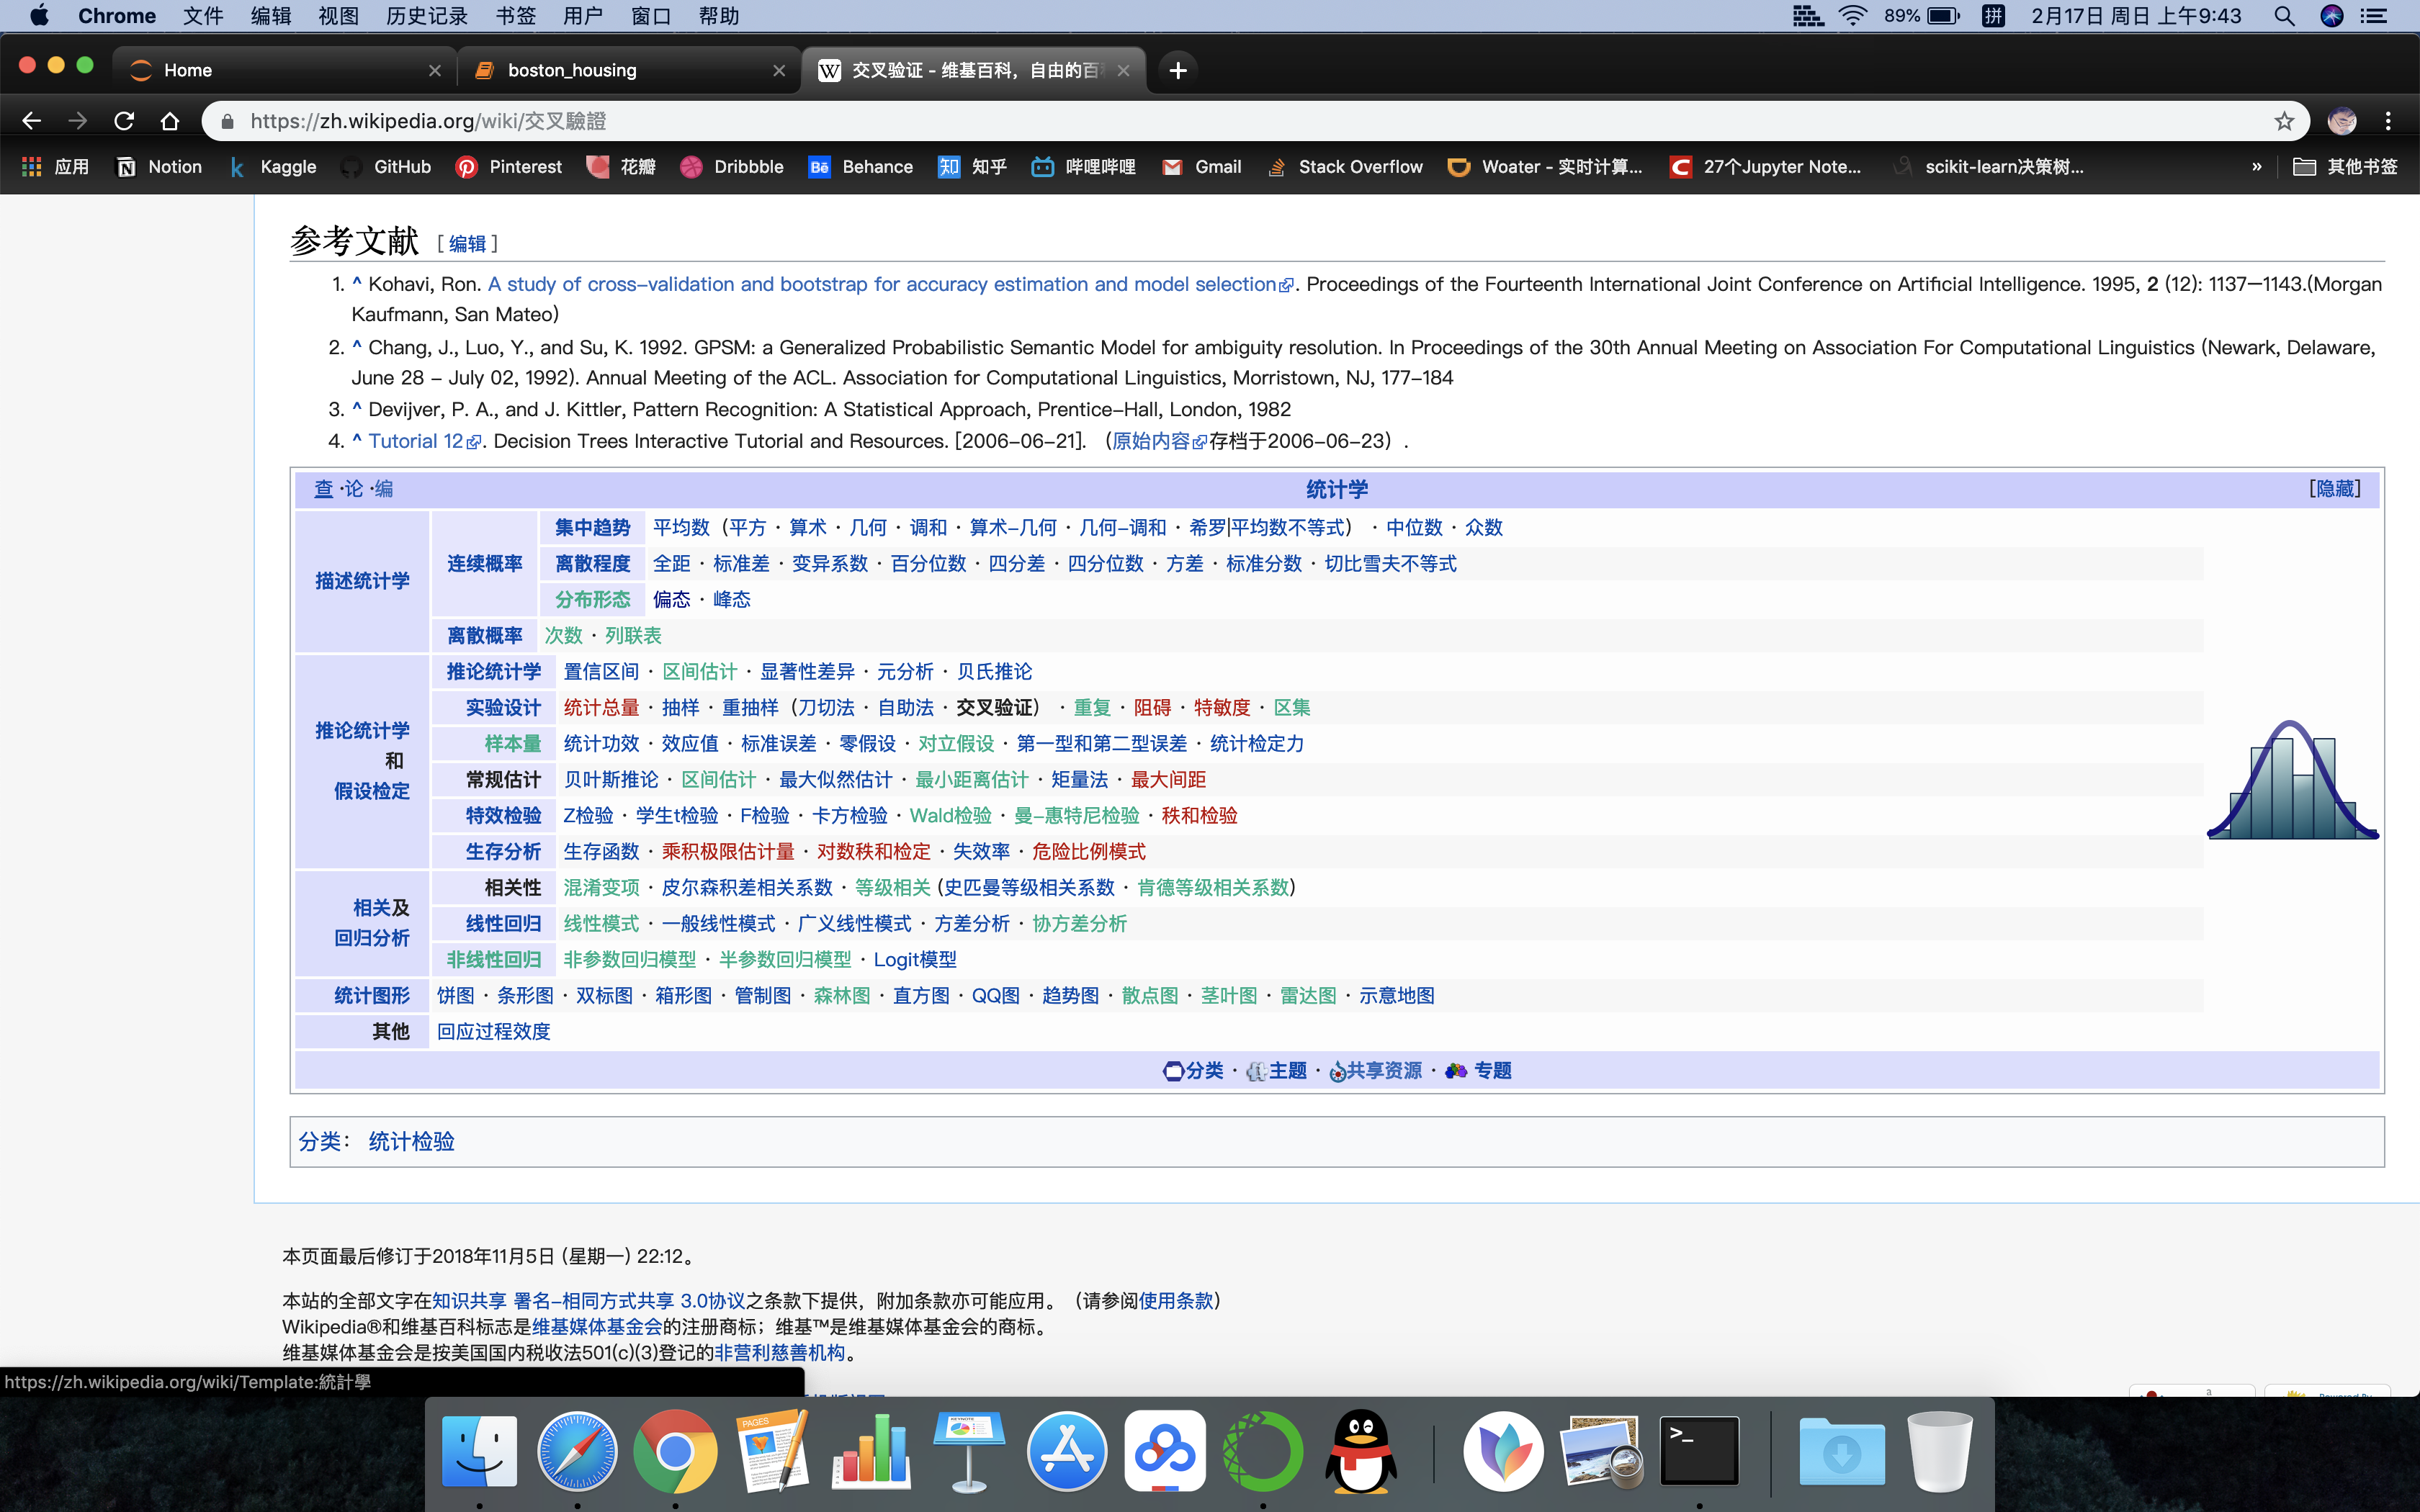 Chrome 文件 编辑 视图 历史记录 书签 用户 窗口 帮助 89% 拼 2月17日 周日 上午9:43
Home boston_housing W 交叉验证 - 维基百科，自由的百科
https://zh.wikipedia.org/wiki/交叉驗證
应用 Notion Kaggle GitHub Pinterest 花瓣 Dribbble Bē Behance 知 知乎 哔哩哔哩 Gmail Stack Overflow Woater - 实时计算... 27个Jupyter Note... scikit-learn决策树... » 其他书签
参考文献 [ 编辑 ]
1. ^ Kohavi, Ron. A study of cross-validation and bootstrap for accuracy estimation and model selection. Proceedings of the Fourteenth International Joint Conference on Artificial Intelligence. 1995, 2 (12): 1137–1143.(Morgan
Kaufmann, San Mateo)
2. ^ Chang, J., Luo, Y., and Su, K. 1992. GPSM: a Generalized Probabilistic Semantic Model for ambiguity resolution. In Proceedings of the 30th Annual Meeting on Association For Computational Linguistics (Newark, Delaware,
June 28 – July 02, 1992). Annual Meeting of the ACL. Association for Computational Linguistics, Morristown, NJ, 177-184
3. ^ Devijver, P. A., and J. Kittler, Pattern Recognition: A Statistical Approach, Prentice-Hall, London, 1982
4. ^ Tutorial 12. Decision Trees Interactive Tutorial and Resources. [2006-06-21]. （原始内容存档于2006-06-23）.
查 ·论 ·编 统计学 [隐藏]
描述统计学
连续概率
集中趋势 平均数（平方 · 算术 · 几何 · 调和 · 算术-几何 · 几何-调和 · 希罗|平均数不等式） · 中位数 · 众数
离散程度 全距 · 标准差 · 变异系数 · 百分位数 · 四分差 · 四分位数 · 方差 · 标准分数 · 切比雪夫不等式
分布形态 偏态 · 峰态
离散概率 次数 · 列联表
推论统计学
和
假设检定
推论统计学 置信区间 · 区间估计 · 显著性差异 · 元分析 · 贝氏推论
实验设计 统计总量 · 抽样 · 重抽样（刀切法 · 自助法 · 交叉验证） · 重复 · 阻碍 · 特敏度 · 区集
样本量 统计功效 · 效应值 · 标准误差 · 零假设 · 对立假设 · 第一型和第二型误差 · 统计检定力
常规估计 贝叶斯推论 · 区间估计 · 最大似然估计 · 最小距离估计 · 矩量法 · 最大间距
特效检验 Z检验 · 学生t检验 · F检验 · 卡方检验 · Wald检验 · 曼-惠特尼检验 · 秩和检验
生存分析 生存函数 · 乘积极限估计量 · 对数秩和检定 · 失效率 · 危险比例模式
相关及
回归分析
相关性 混淆变项 · 皮尔森积差相关系数 · 等级相关 (史匹曼等级相关系数 · 肯德等级相关系数)
线性回归 线性模式 · 一般线性模式 · 广义线性模式 · 方差分析 · 协方差分析
非线性回归 非参数回归模型 · 半参数回归模型 · Logit模型
统计图形 饼图 · 条形图 · 双标图 · 箱形图 · 管制图 · 森林图 · 直方图 · QQ图 · 趋势图 · 散点图 · 茎叶图 · 雷达图 · 示意地图
其他 回应过程效度
分类 · 主题 · 共享资源 · 专题
分类： 统计检验
本页面最后修订于2018年11月5日 (星期一) 22:12。
本站的全部文字在知识共享 署名-相同方式共享 3.0协议之条款下提供，附加条款亦可能应用。（请参阅使用条款）
Wikipedia®和维基百科标志是维基媒体基金会的注册商标；维基™是维基媒体基金会的商标。
维基媒体基金会是按美国国内税收法501(c)(3)登记的非营利慈善机构。
https://zh.wikipedia.org/wiki/Template:統計學
PAGES
KEYNOTE
>_